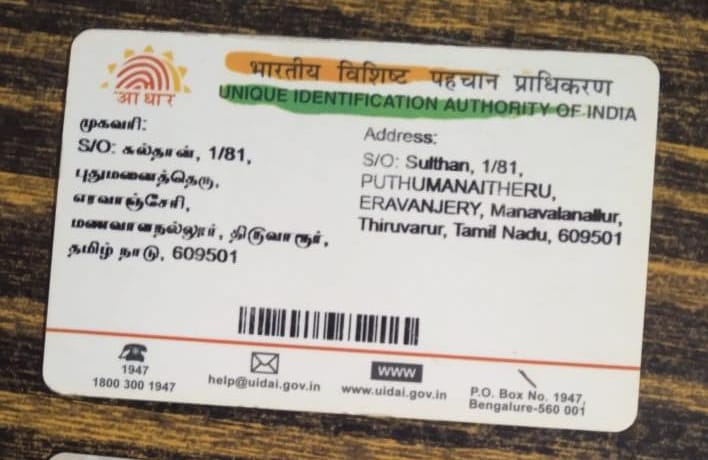 भारतीय विशिष्ट पहचान प्राधिकरण
UNIQUE IDENTIFICATION AUTHORITY OF INDIA
आधार
முகவரி:
S/O: சுல்தான், 1/81,
புதுமனைத்தெரு,
எரவாஞ்சேரி,
மணவாளநல்லூர், திருவாரூர்,
தமிழ் நாடு, 609501
Address:
S/O: Sulthan, 1/81,
PUTHUMANAITHERU,
ERAVANJERY, Manavalanallur,
Thiruvarur, Tamil Nadu, 609501
1947
1800 300 1947
help@uidai.gov.in
www
www.uidai.gov.in
P.O. Box No. 1947,
Bengalure-560 001